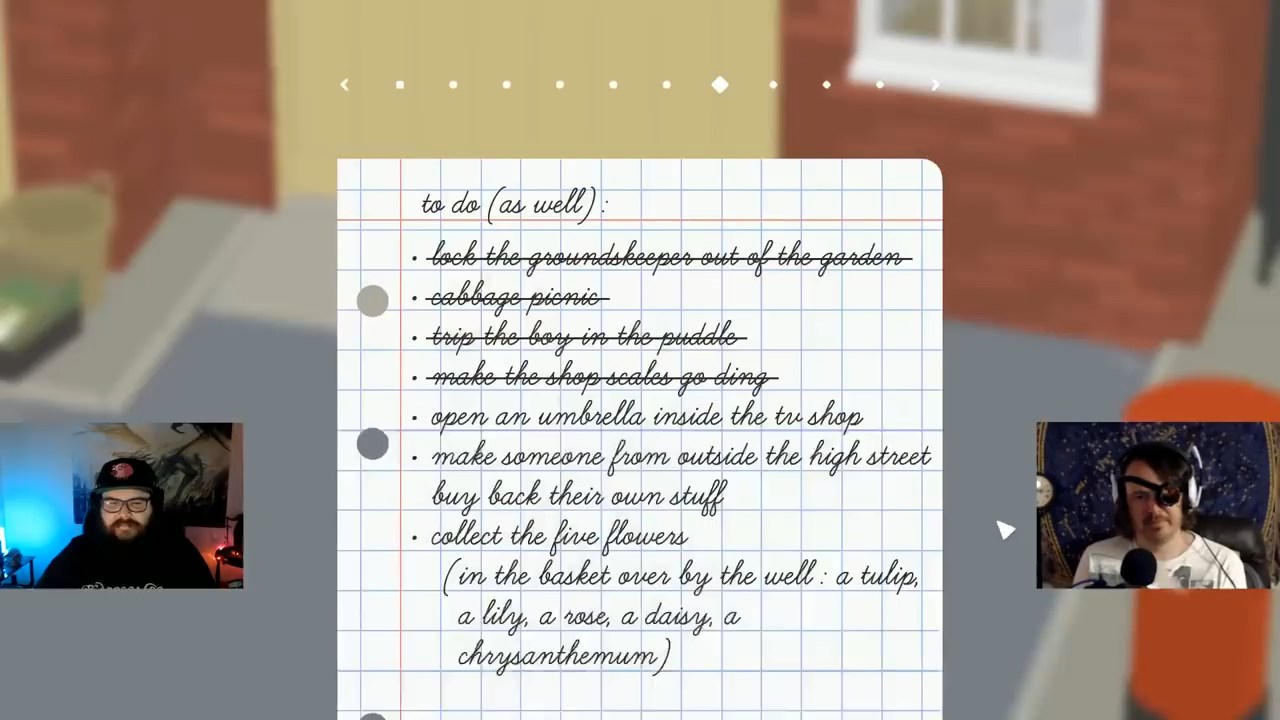 to do (as well) :
• lock the groundskeeper out of the garden
• cabbage picnic
• trip the boy in the puddle
• make the shop scales go ding
• open an umbrella inside the tv shop
• make someone from outside the high street
buy back their own stuff
• collect the five flowers
(in the basket over by the well : a tulip,
a lily, a rose, a daisy, a
chrysanthemum)